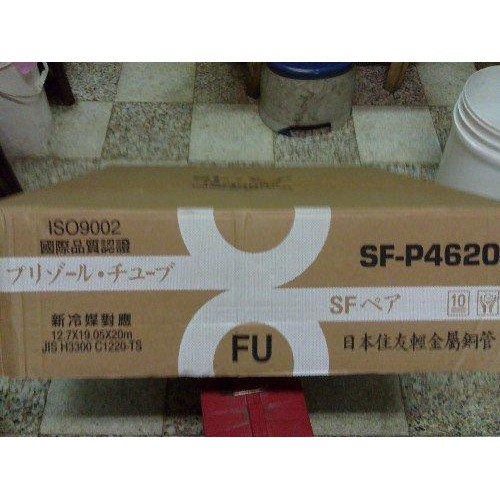 ISO9002
國際品質認證
ブリゾール・チューブ
新冷媒對應
12.7X19.05X20m
JIS H3300 C1220-TS
FU
SF-P4620
SFペア
10
日本住友輕金屬銅管